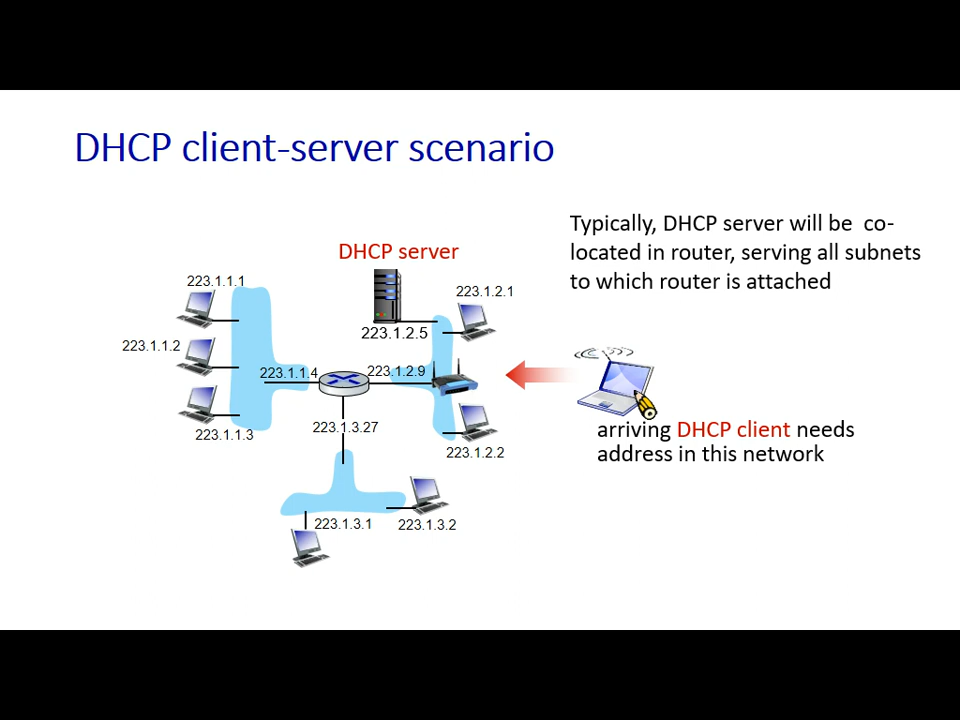 DHCP client-server scenario
Typically, DHCP server will be co-
located in router, serving all subnets
to which router is attached
DHCP server
223.1.1.1
223.1.2.1
223.1.2.5
223.1.1.2
223.1.1.4
223.1.2.9
223.1.1.3
223.1.3.27
223.1.2.2
arriving DHCP client needs
address in this network
223.1.3.1
223.1.3.2